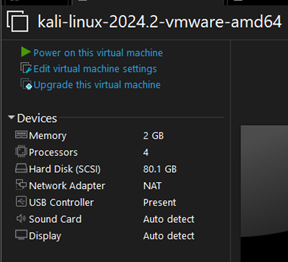 kali-linux-2024.2-vmware-amd64
Power on this virtual machine
Edit virtual machine settings
Upgrade this virtual machine
Devices
Memory 2 GB
Processors 4
Hard Disk (SCSI) 80.1 GB
Network Adapter NAT
USB Controller Present
Sound Card Auto detect
Display Auto detect